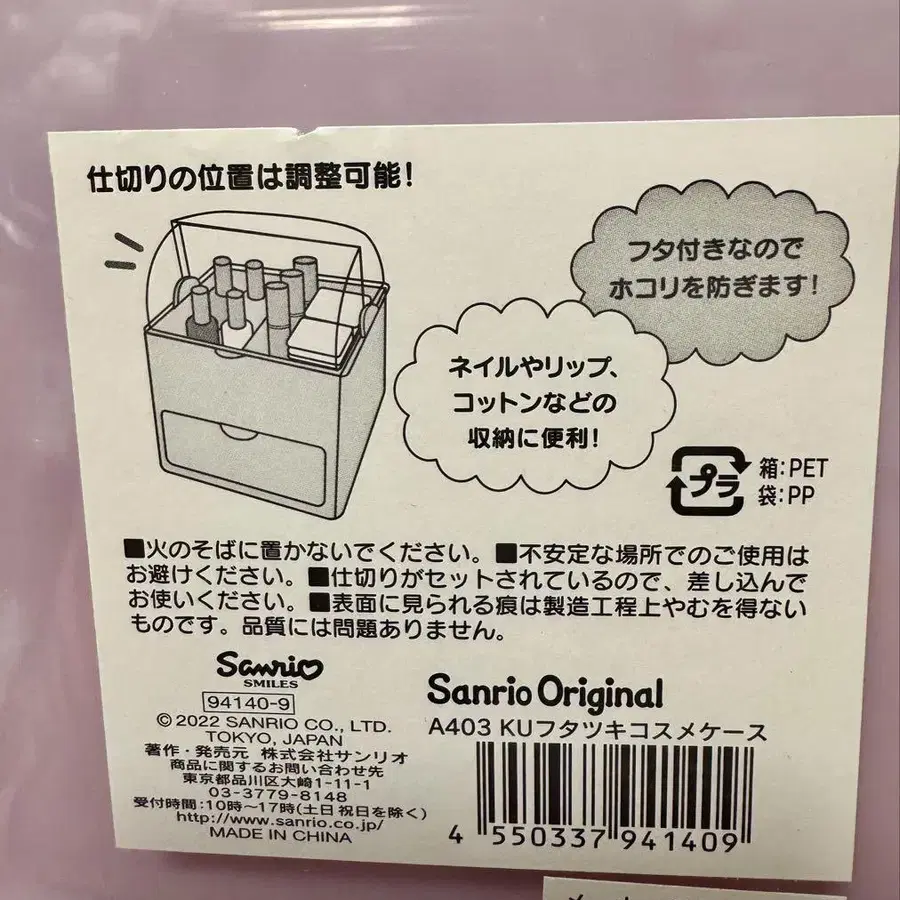 仕切りの位置は調整可能!
フタ付きなので
ホコリを防ぎます!
ネイルやリップ、
コットンなどの
収納に便利!
プラ
箱:PET
袋:PP
■火のそばに置かないでください。■不安定な場所でのご使用は
お避けください。■仕切りがセットされているので、差し込んで
お使いください。■表面に見られる痕は製造工程上やむを得ない
ものです。品質には問題ありません。
Sanrio
SMILES
94140-9
© 2022 SANRIO CO., LTD.
TOKYO, JAPAN
著作・発売元 株式会社サンリオ
商品に関するお問い合わせ先
東京都品川区大崎1-11-1
03-3779-8148
受付時間:10時～17時(土日祝日を除く)
http://www.sanrio.co.jp/
MADE IN CHINA
Sanrio Original
A403 KUフタツキコスメケース
4 550337 941409